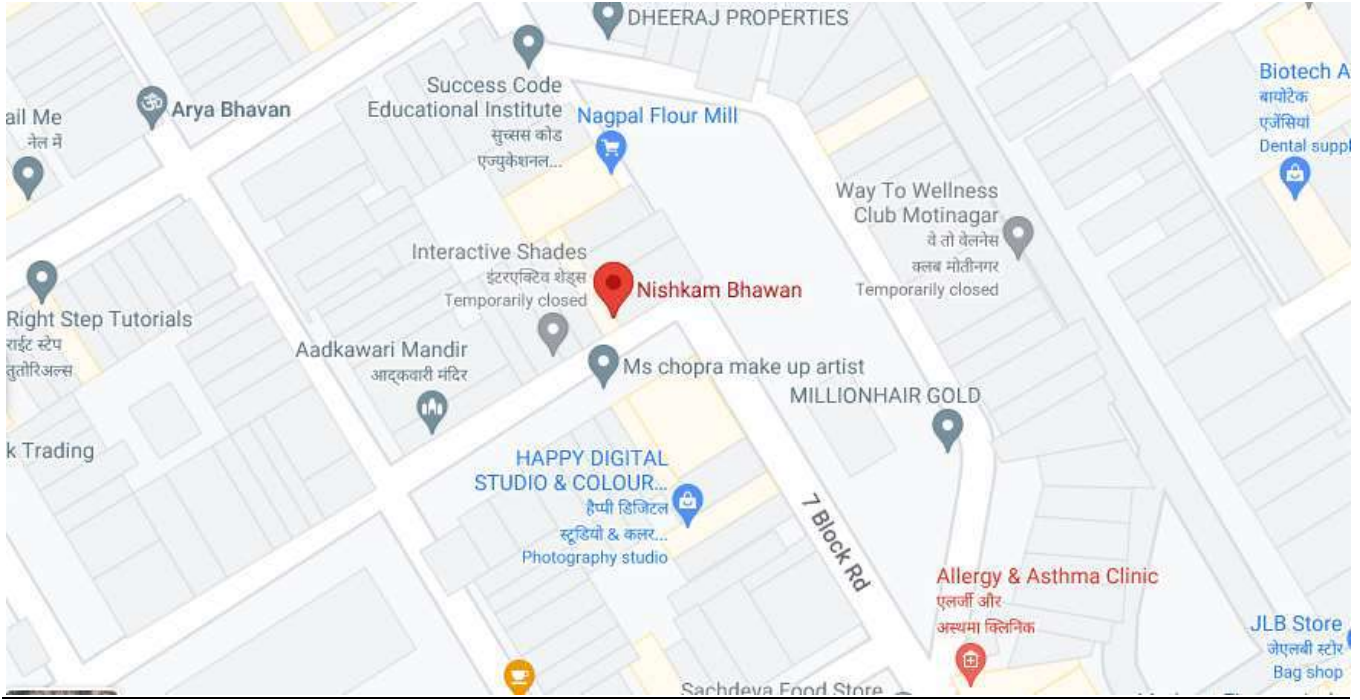 DHEERAJ PROPERTIES
Success Code
Educational Institute
सुच्सस कोड
एज्युकेशनल...
Arya Bhavan
ail Me
नेल में
Nagpal Flour Mill
Biotech A
बायोटेक
एजेंसियां
Dental suppl
Way To Wellness
Club Motinagar
वे तो वेलनेस
क्लब मोतीनगर
Temporarily closed
Interactive Shades
इंटरएक्टिव शेड्स
Temporarily closed
Nishkam Bhawan
Right Step Tutorials
राईट स्टेप
तुतोरिअल्स
Aadkawari Mandir
आद्कवारी मंदिर
Ms chopra make up artist
MILLIONHAIR GOLD
k Trading
HAPPY DIGITAL
STUDIO & COLOUR...
हैप्पी डिजिटल
स्टूडियो & कलर...
Photography studio
7 Block Rd
Allergy & Asthma Clinic
एलर्जी और
अस्थमा क्लिनिक
JLB Store
जेएलबी स्टोर
Bag shop
Sachdeva Food Store